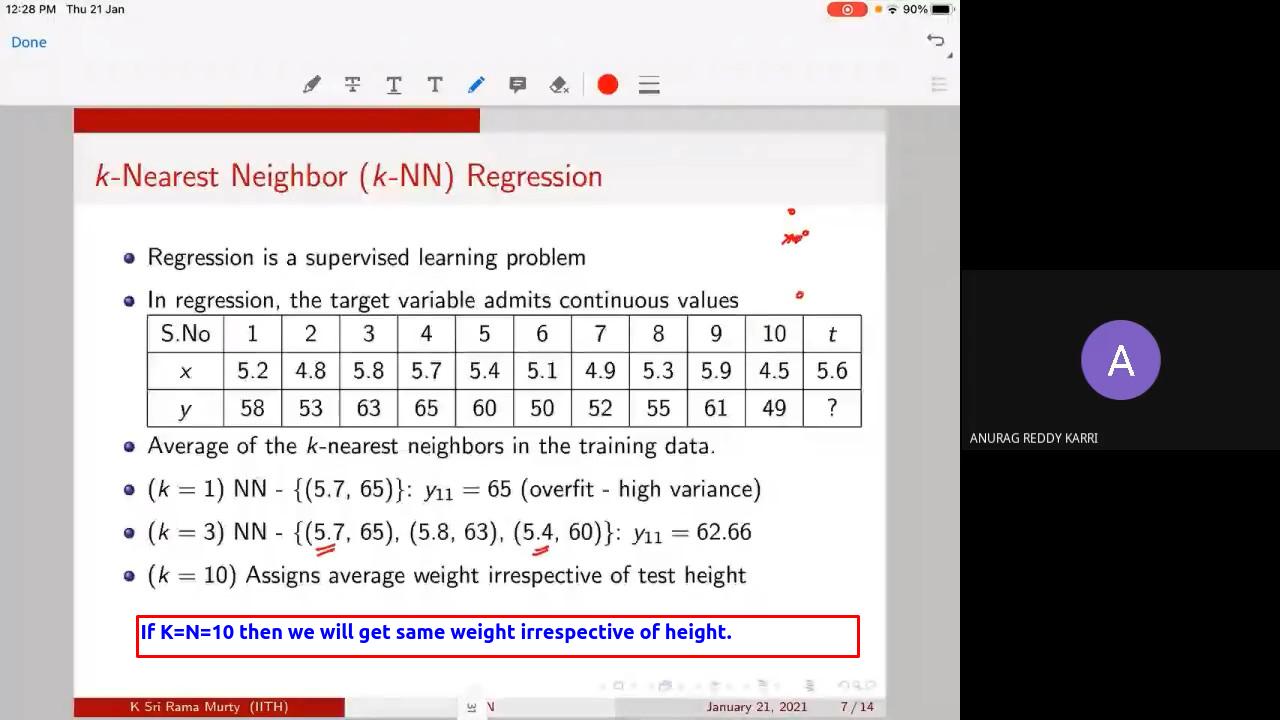 12:28 PM Thu 21 Jan
90%
Done
k-Nearest Neighbor (k-NN) Regression
Regression is a supervised learning problem
In regression, the target variable admits continuous values
S.No 1 2 3 4 5 6 7 8 9 10 t
x 5.2 4.8 5.8 5.7 5.4 5.1 4.9 5.3 5.9 4.5 5.6
y 58 53 63 65 60 50 52 55 61 49 ?
Average of the k-nearest neighbors in the training data.
(k = 1) NN - {(5.7, 65)}: y₁₁ = 65 (overfit - high variance)
(k = 3) NN - {(5.7, 65), (5.8, 63), (5.4, 60)}: y₁₁ = 62.66
(k = 10) Assigns average weight irrespective of test height
If K=N=10 then we will get same weight irrespective of height.
K Sri Rama Murty (IITH) 31 N January 21, 2021 7 / 14
A
ANURAG REDDY KARRI